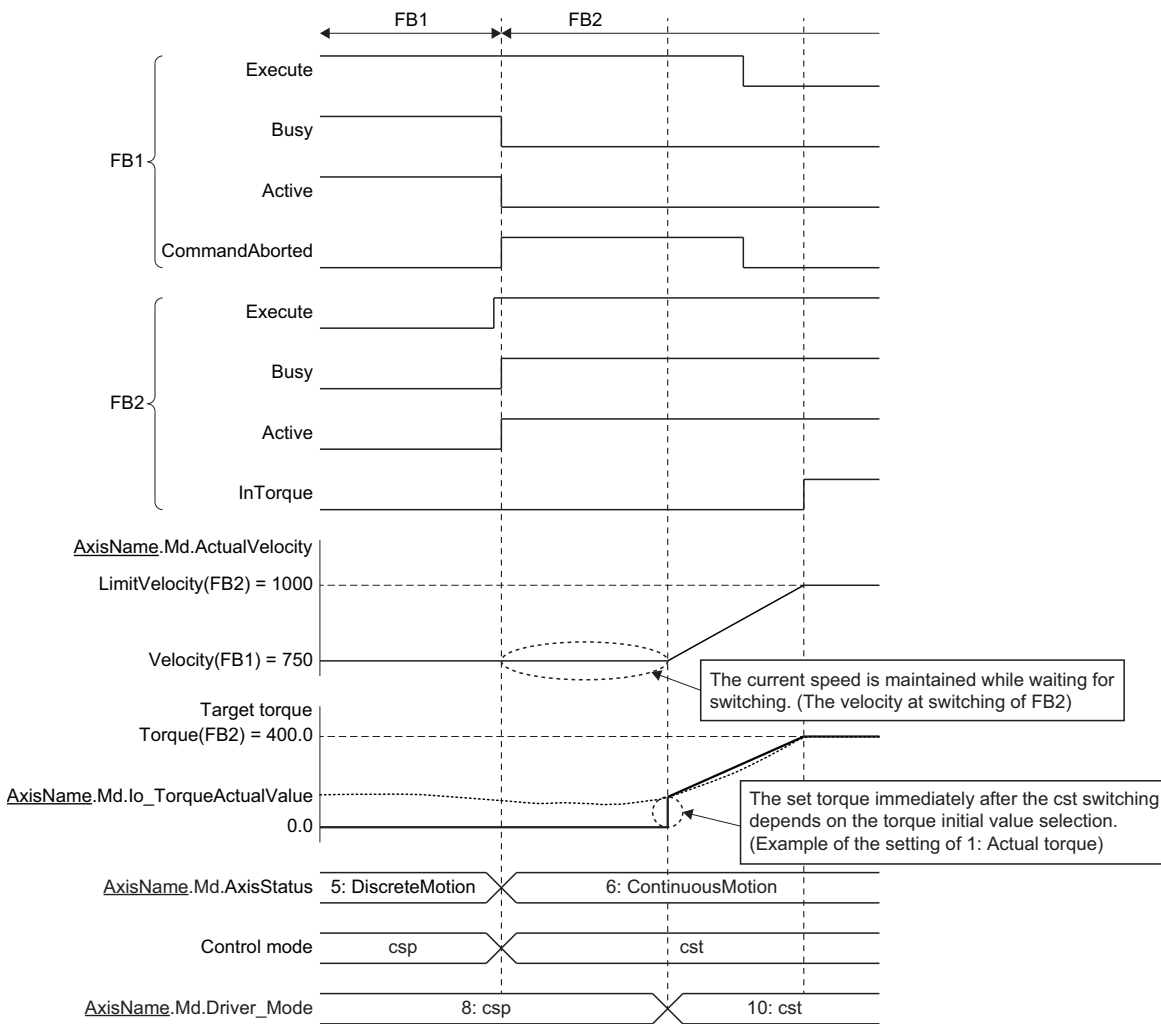 FB1 FB2
Execute
Busy
FB1
Active
CommandAborted
Execute
Busy
FB2
Active
InTorque
AxisName.Md.ActualVelocity
LimitVelocity(FB2) = 1000
Velocity(FB1) = 750
The current speed is maintained while waiting for
switching. (The velocity at switching of FB2)
Target torque
Torque(FB2) = 400.0
AxisName.Md.Io_TorqueActualValue
0.0
The set torque immediately after the cst switching
depends on the torque initial value selection.
(Example of the setting of 1: Actual torque)
AxisName.Md.AxisStatus 5: DiscreteMotion 6: ContinuousMotion
Control mode csp cst
AxisName.Md.Driver_Mode 8: csp 10: cst